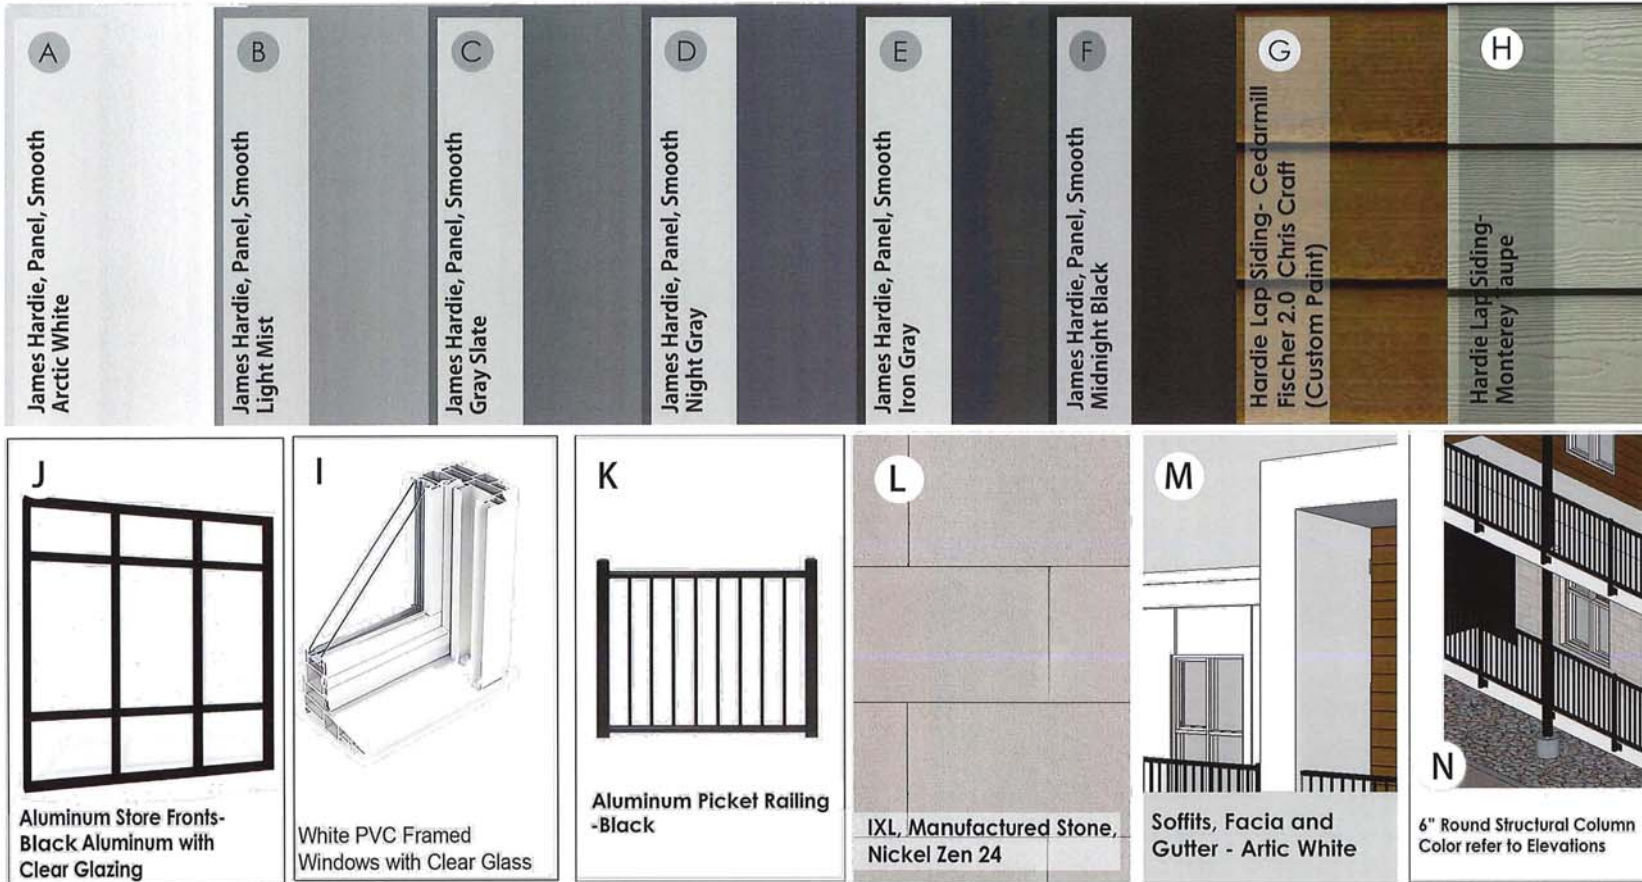 A
James Hardie, Panel, Smooth
Arctic White
B
James Hardie, Panel, Smooth
Light Mist
C
James Hardie, Panel, Smooth
Gray Slate
D
James Hardie, Panel, Smooth
Night Gray
E
James Hardie, Panel, Smooth
Iron Gray
F
James Hardie, Panel, Smooth
Midnight Black
G
Hardie Lap Siding- Cedarmill
Fischer 2.0 Chris Craft
(Custom Paint)
H
Hardie Lap Siding-
Monterey Taupe
J
Aluminum Store Fronts-
Black Aluminum with
Clear Glazing
I
White PVC Framed
Windows with Clear Glass
K
Aluminum Picket Railing
-Black
L
IXL, Manufactured Stone,
Nickel Zen 24
M
Soffits, Facia and
Gutter - Artic White
N
6" Round Structural Column
Color refer to Elevations